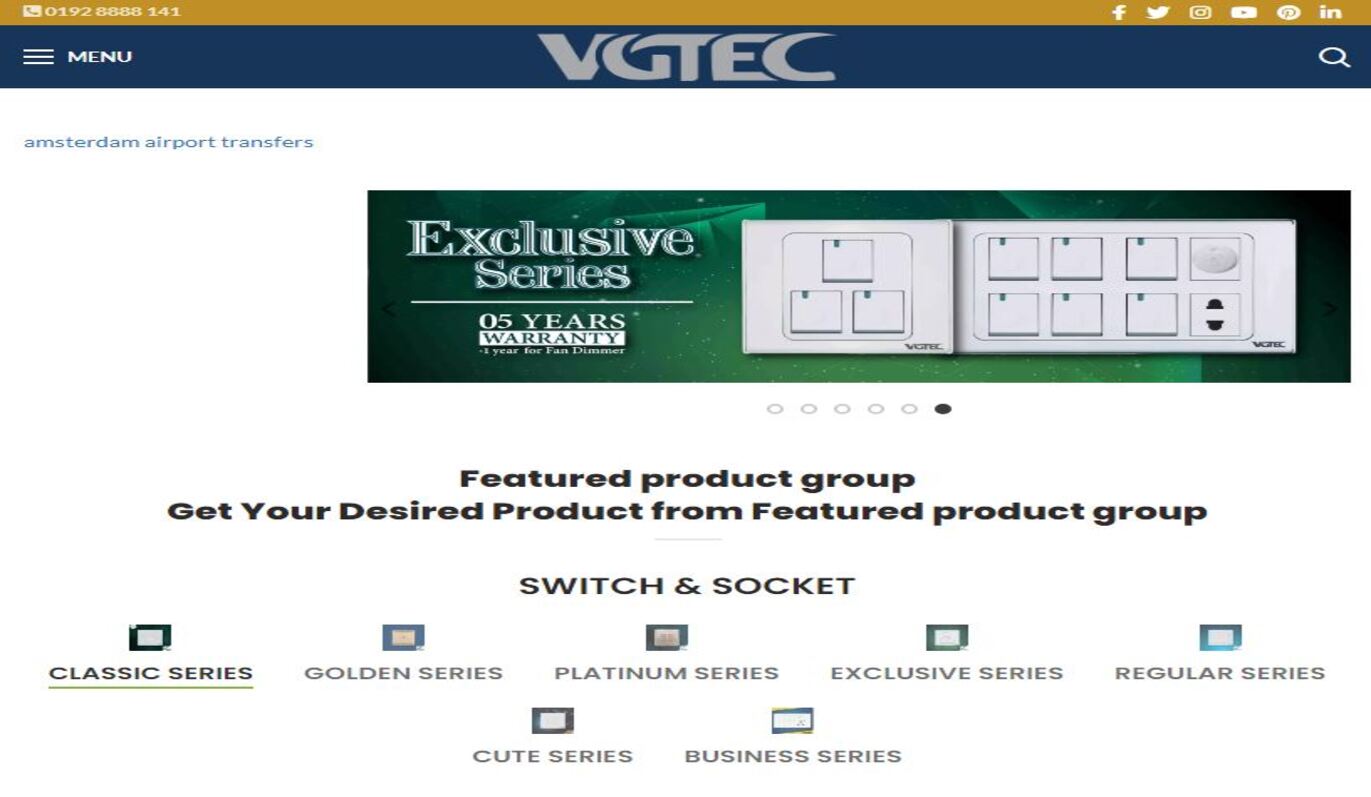 0192 8888 141
MENU
VGTEC
amsterdam airport transfers
Exclusive
Series
05 YEARS
WARRANTY
-1 year for Fan Dimmer
VGTEC
VGTEC
Featured product group
Get Your Desired Product from Featured product group
SWITCH & SOCKET
CLASSIC SERIES
GOLDEN SERIES
PLATINUM SERIES
EXCLUSIVE SERIES
REGULAR SERIES
CUTE SERIES
BUSINESS SERIES